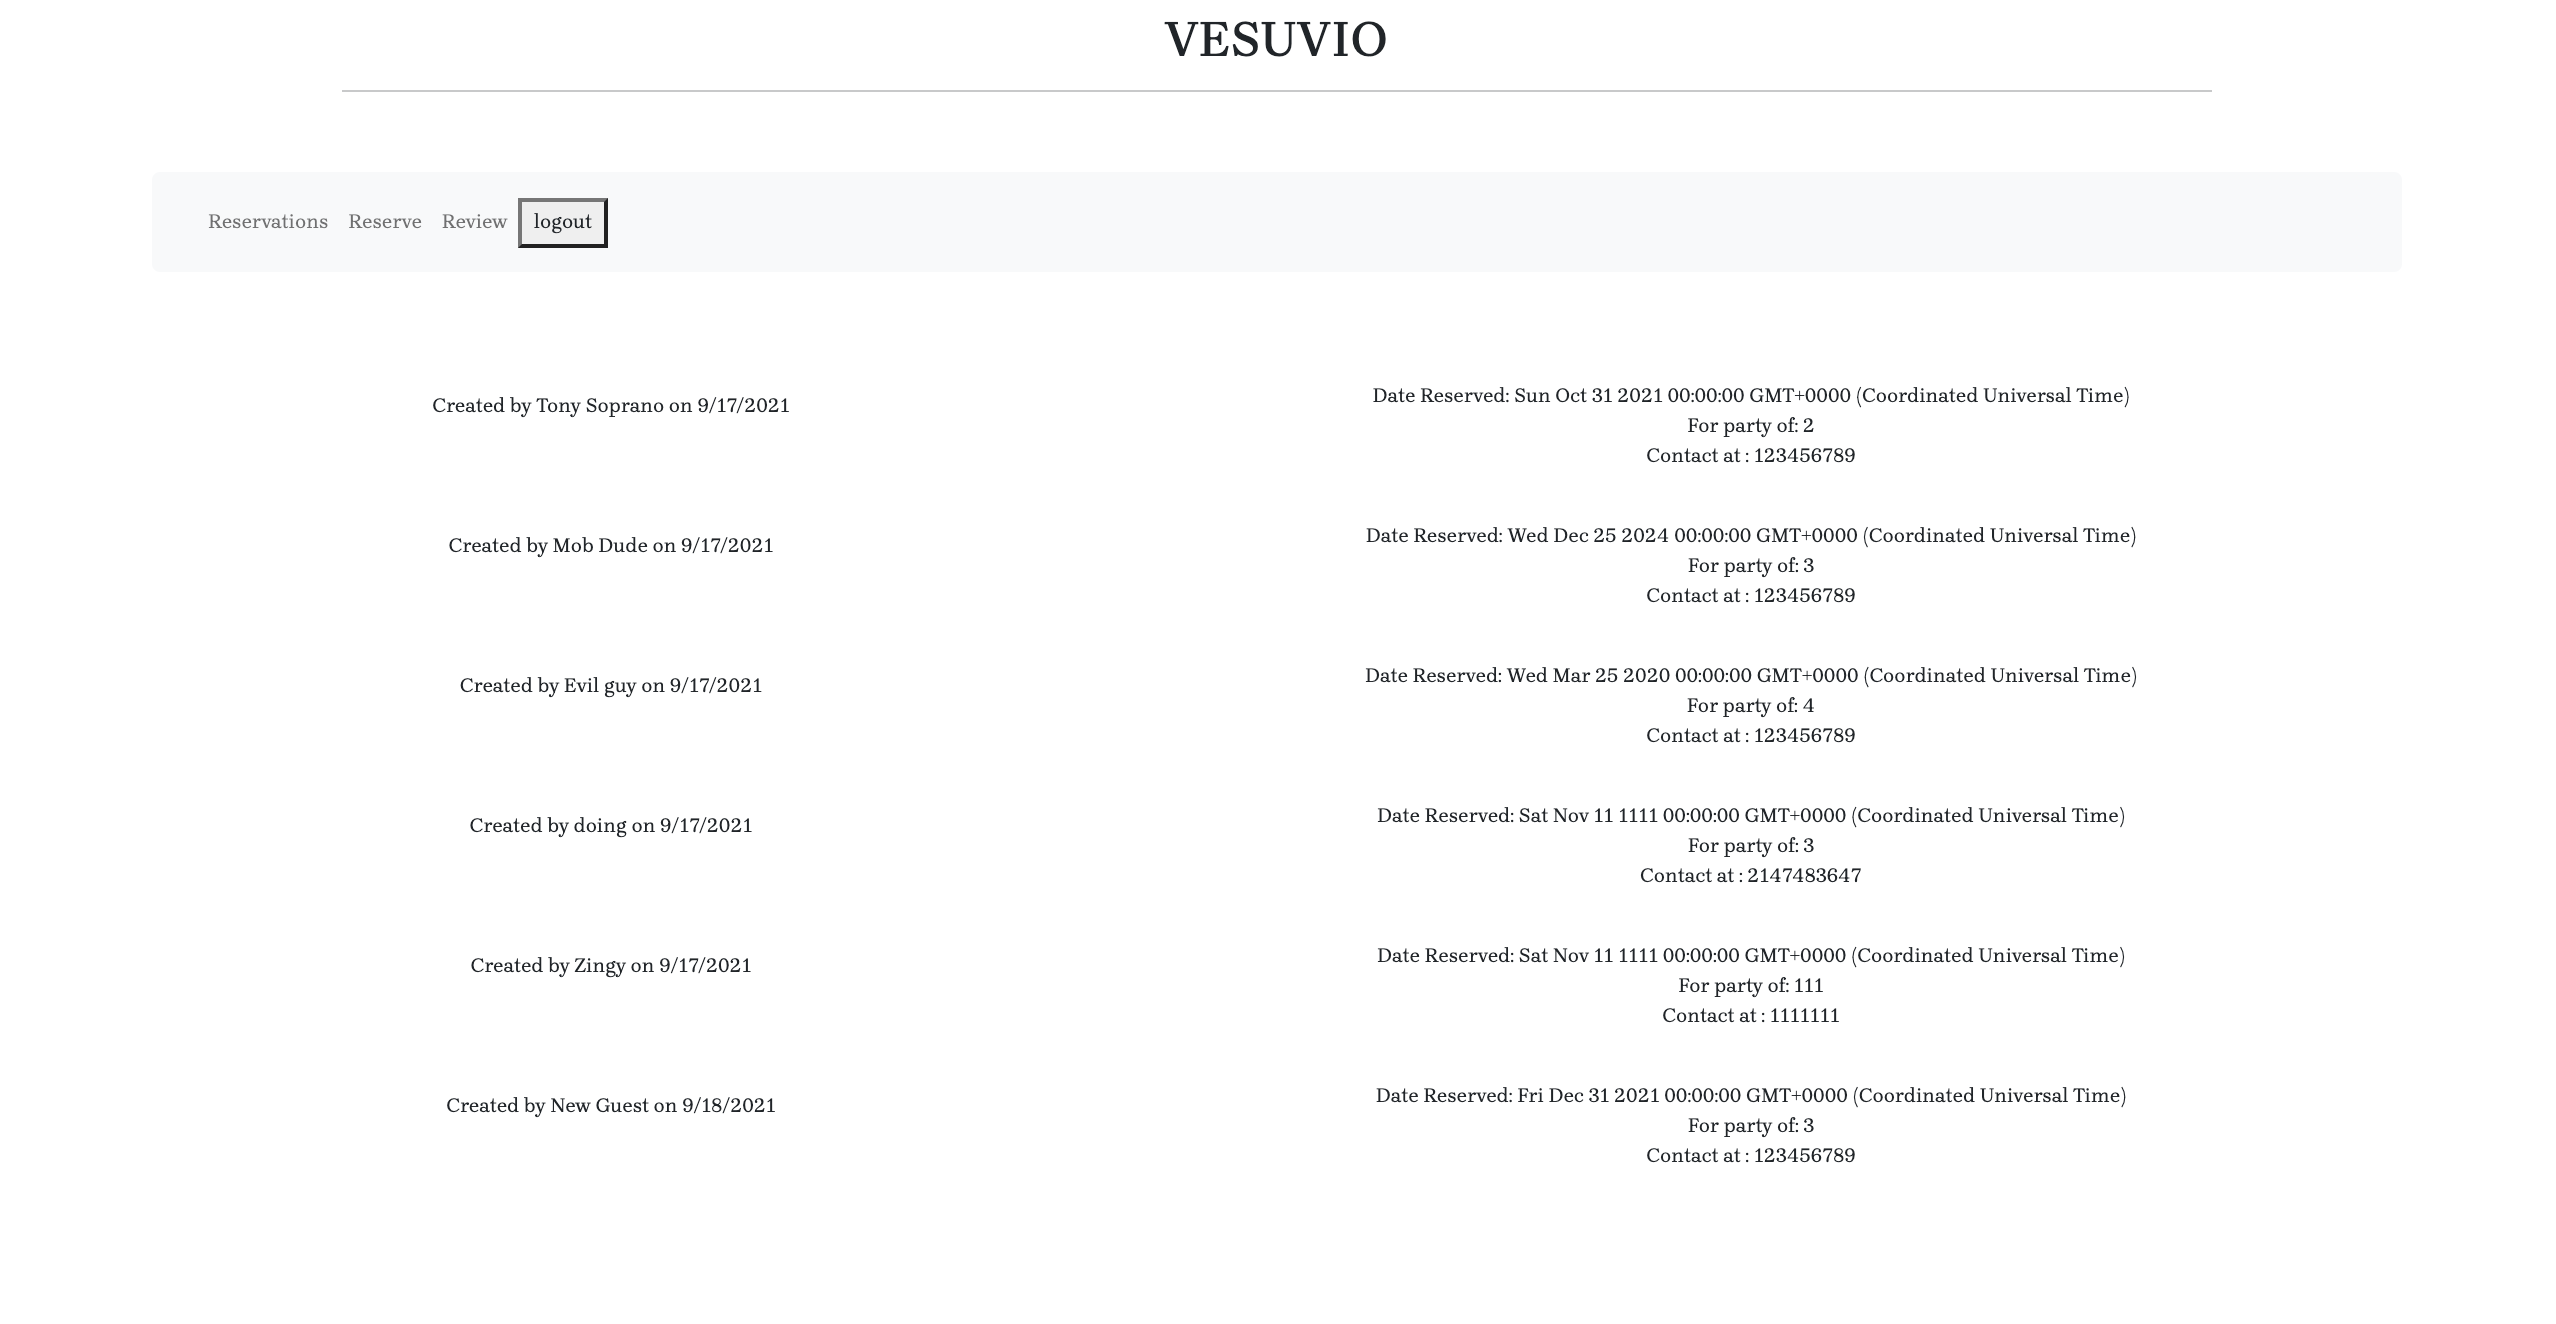 VESUVIO
Reservations Reserve Review logout
Created by Tony Soprano on 9/17/2021
Date Reserved: Sun Oct 31 2021 00:00:00 GMT+0000 (Coordinated Universal Time)
For party of: 2
Contact at : 123456789
Created by Mob Dude on 9/17/2021
Date Reserved: Wed Dec 25 2024 00:00:00 GMT+0000 (Coordinated Universal Time)
For party of: 3
Contact at : 123456789
Created by Evil guy on 9/17/2021
Date Reserved: Wed Mar 25 2020 00:00:00 GMT+0000 (Coordinated Universal Time)
For party of: 4
Contact at : 123456789
Created by doing on 9/17/2021
Date Reserved: Sat Nov 11 1111 00:00:00 GMT+0000 (Coordinated Universal Time)
For party of: 3
Contact at : 2147483647
Created by Zingy on 9/17/2021
Date Reserved: Sat Nov 11 1111 00:00:00 GMT+0000 (Coordinated Universal Time)
For party of: 111
Contact at : 1111111
Created by New Guest on 9/18/2021
Date Reserved: Fri Dec 31 2021 00:00:00 GMT+0000 (Coordinated Universal Time)
For party of: 3
Contact at : 123456789